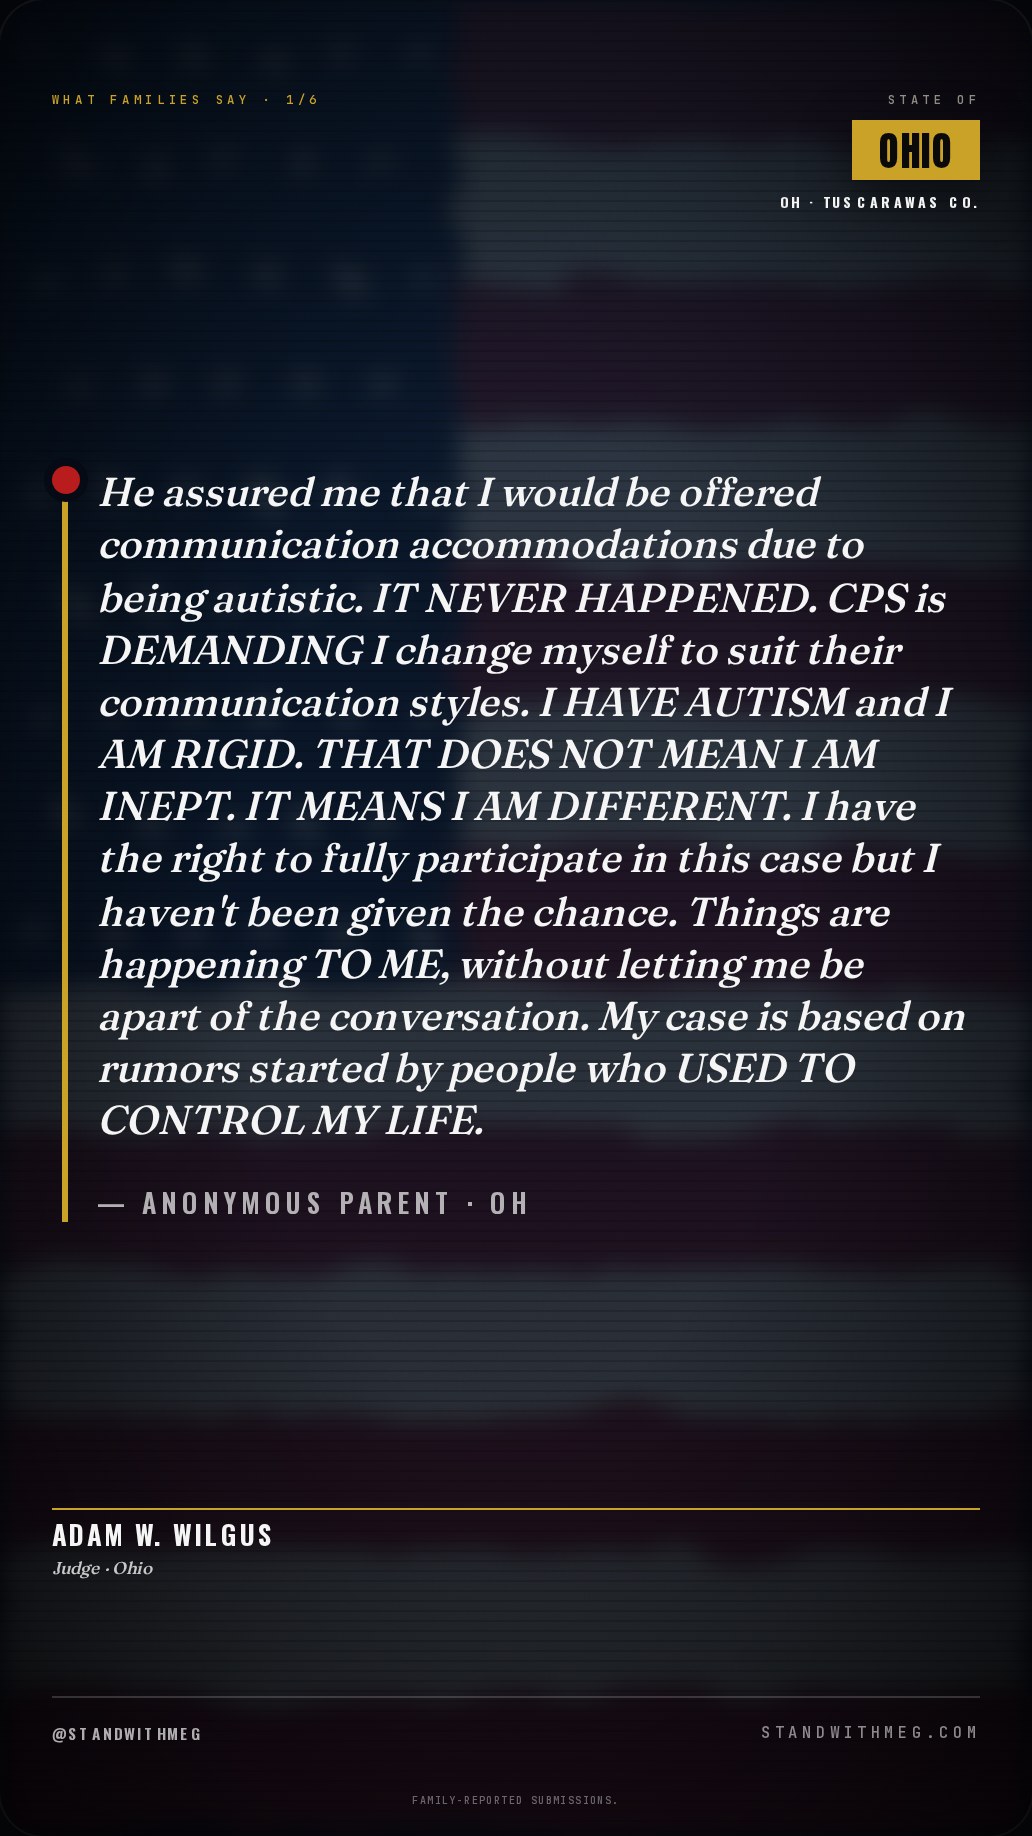 WHAT FAMILIES SAY · 1/6
STATE OF
OHIO
OH · TUSCARAWAS CO.
He assured me that I would be offered
communication accommodations due to
being autistic. IT NEVER HAPPENED. CPS is
DEMANDING I change myself to suit their
communication styles. I HAVE AUTISM and I
AM RIGID. THAT DOES NOT MEAN I AM
INEPT. IT MEANS I AM DIFFERENT. I have
the right to fully participate in this case but I
haven't been given the chance. Things are
happening TO ME, without letting me be
apart of the conversation. My case is based on
rumors started by people who USED TO
CONTROL MY LIFE.
— ANONYMOUS PARENT · OH
ADAM W. WILGUS
Judge · Ohio
@STANDWITHMEG
STANDWITHMEG.COM
FAMILY-REPORTED SUBMISSIONS.